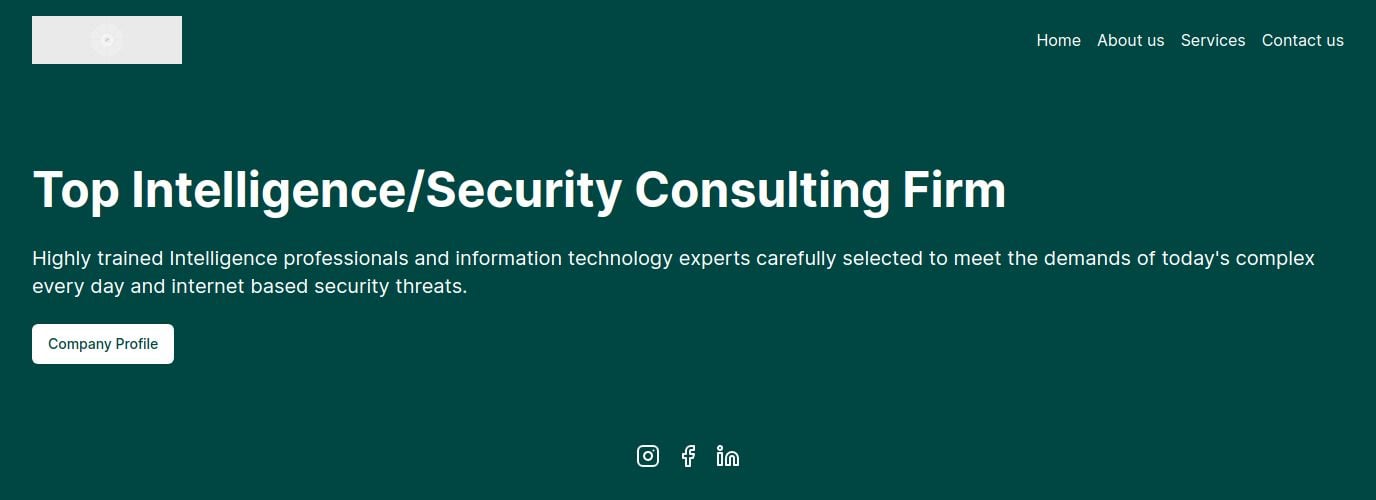 Home About us Services Contact us
Top Intelligence/Security Consulting Firm
Highly trained Intelligence professionals and information technology experts carefully selected to meet the demands of today's complex
every day and internet based security threats.
Company Profile